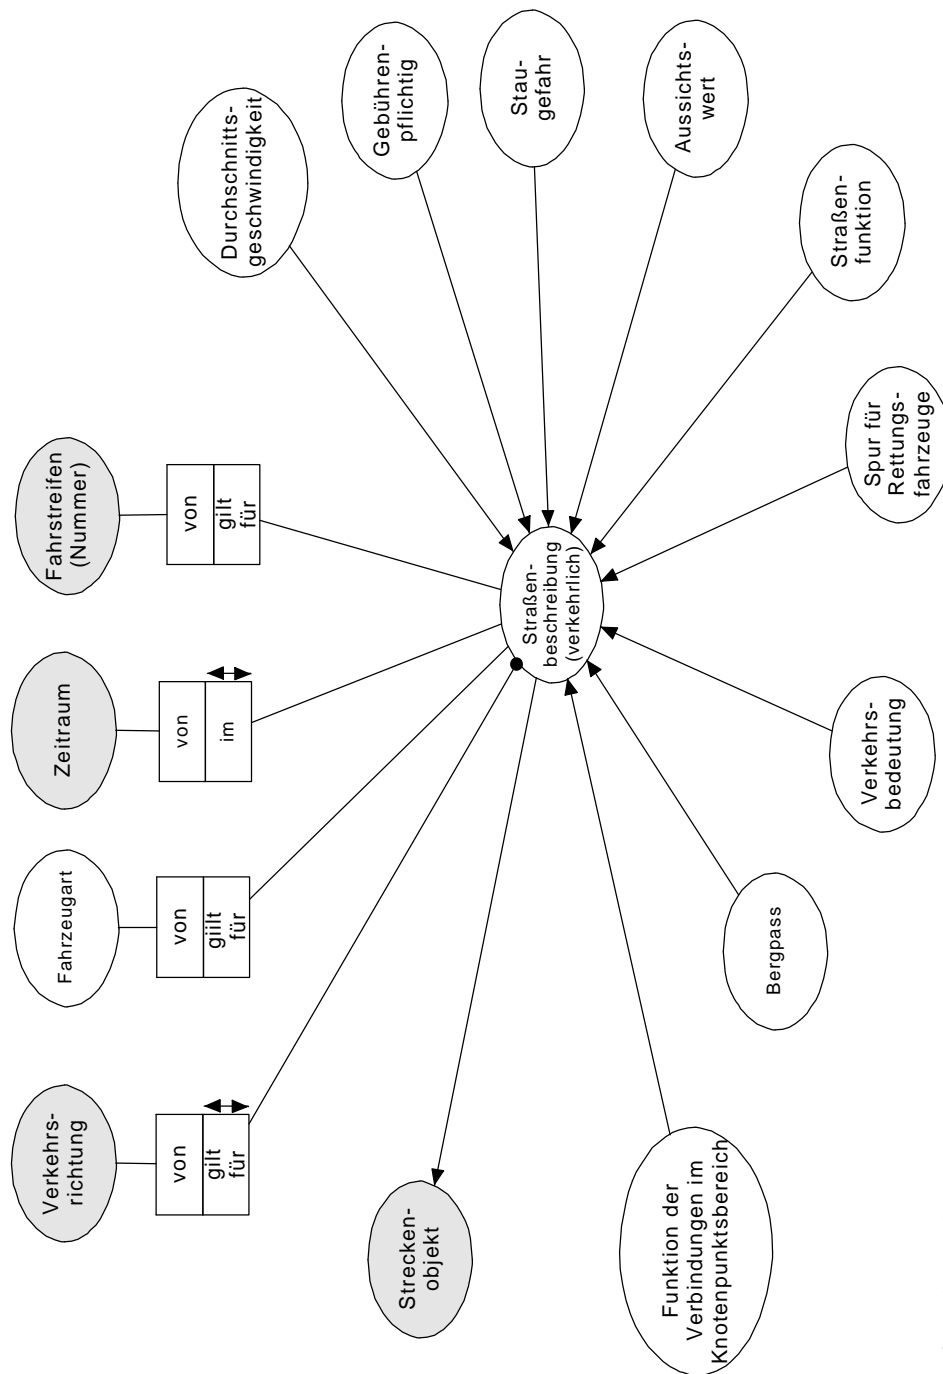 Verkehrs-
richtung
von
gilt
für
Fahrzeugart
von
giilt
für
Zeitraum
von
im
Fahrstreifen
(Nummer)
von
gilt
für
Durchschnitts-
geschwindigkeit
Gebühren-
pflichtig
Stau-
gefahr
Aussichts-
wert
Straßen-
funktion
Spur für
Rettungs-
fahrzeuge
Verkehrs-
bedeutung
Bergpass
Funktion der
Verbindungen im
Knotenpunktsbereich
Strecken-
objekt
Straßen-
beschreibung
(verkehrlich)